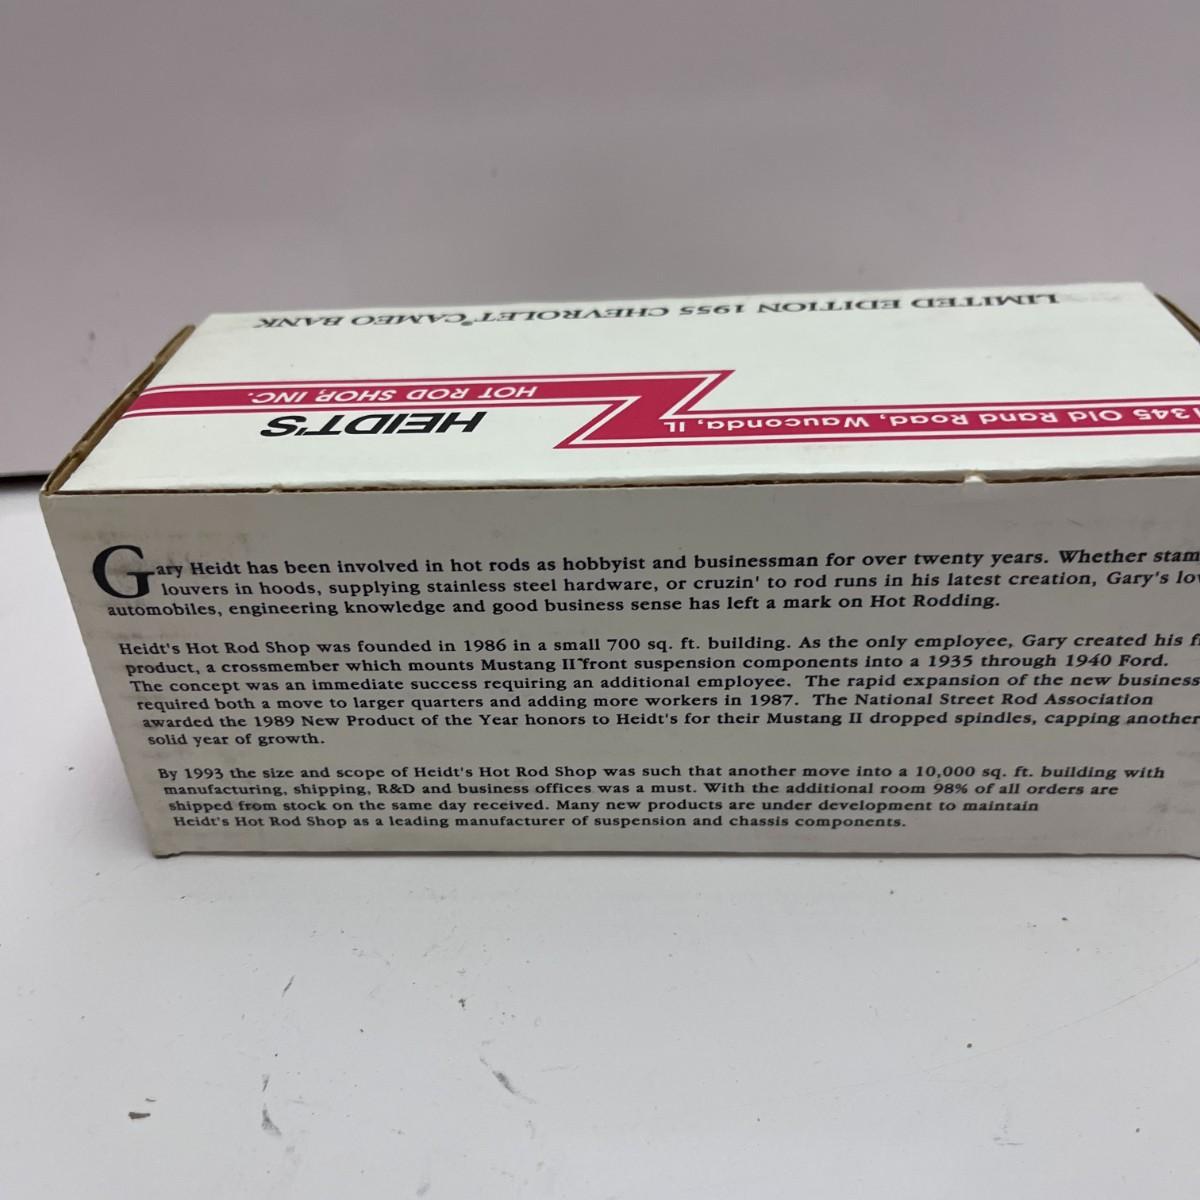 LIMITED EDITION 1955 CHEVROLET® CAMEO BANK
HOT ROD SHOP, INC.
HEIDT'S
1345 Old Rand Road, Wauconda, IL
Gary Heidt has been involved in hot rods as hobbyist and businessman for over twenty years. Whether stam
louvers in hoods, supplying stainless steel hardware, or cruzin' to rod runs in his latest creation, Gary's lo
automobiles, engineering knowledge and good business sense has left a mark on Hot Rodding.
Heidt's Hot Rod Shop was founded in 1986 in a small 700 sq. ft. building. As the only employee, Gary created his fi
product, a crossmember which mounts Mustang II™ front suspension components into a 1935 through 1940 Ford.
The concept was an immediate success requiring an additional employee. The rapid expansion of the new business
required both a move to larger quarters and adding more workers in 1987. The National Street Rod Association
awarded the 1989 New Product of the Year honors to Heidt's for their Mustang II dropped spindles, capping another
solid year of growth.
By 1993 the size and scope of Heidt's Hot Rod Shop was such that another move into a 10,000 sq. ft. building with
manufacturing, shipping, R&D and business offices was a must. With the additional room 98% of all orders are
shipped from stock on the same day received. Many new products are under development to maintain
Heidt's Hot Rod Shop as a leading manufacturer of suspension and chassis components.